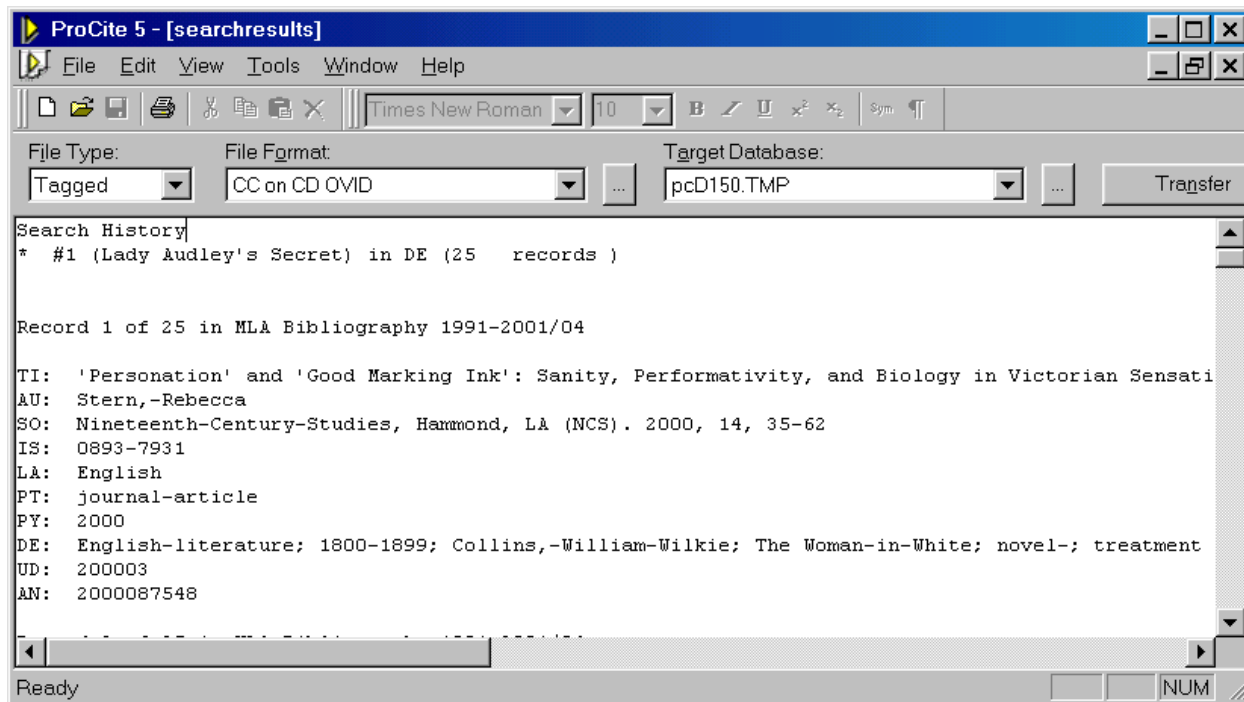 ProCite 5 - [searchresults]
File Edit View Tools Window Help
Times New Roman 10 B I U x² x₂ Sym ¶
File Type: File Format: Target Database:
Tagged CC on CD OVID ... pcD150.TMP ... Transfer
Search History
* #1 (Lady Audley's Secret) in DE (25 records )
Record 1 of 25 in MLA Bibliography 1991-2001/04
TI: 'Personation' and 'Good Marking Ink': Sanity, Performativity, and Biology in Victorian Sensati
AU: Stern,-Rebecca
SO: Nineteenth-Century-Studies, Hammond, LA (NCS). 2000, 14, 35-62
IS: 0893-7931
LA: English
PT: journal-article
PY: 2000
DE: English-literature; 1800-1899; Collins,-William-Wilkie; The Woman-in-White; novel-; treatment
UD: 200003
AN: 2000087548
Ready NUM